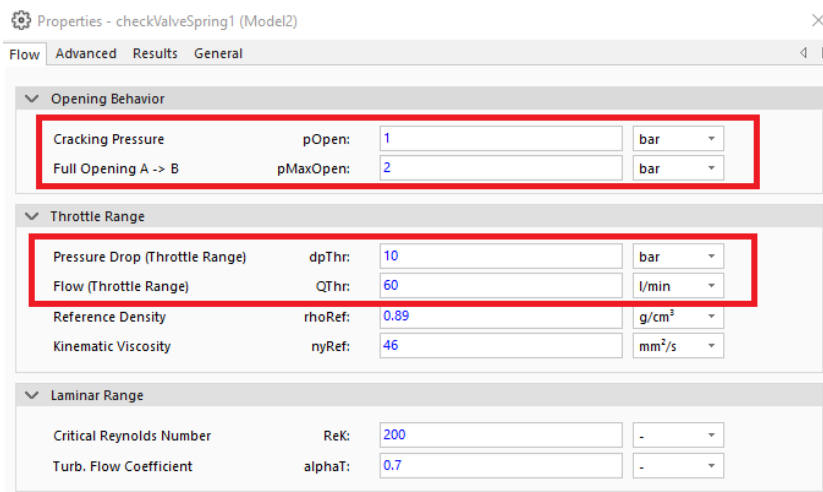 Properties - checkValveSpring1 (Model2)
Flow Advanced Results General
Opening Behavior
Cracking Pressure pOpen: 1 bar
Full Opening A -> B pMaxOpen: 2 bar
Throttle Range
Pressure Drop (Throttle Range) dpThr: 10 bar
Flow (Throttle Range) QThr: 60 l/min
Reference Density rhoRef: 0.89 g/cm³
Kinematic Viscosity nyRef: 46 mm²/s
Laminar Range
Critical Reynolds Number ReK: 200 -
Turb. Flow Coefficient alphaT: 0.7 -